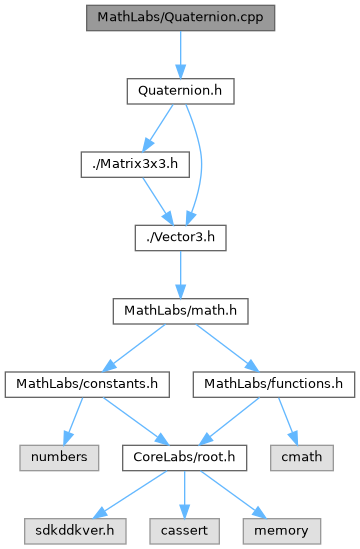 MathLabs/Quaternion.cpp
Quaternion.h
./Matrix3x3.h
./Vector3.h
MathLabs/math.h
MathLabs/constants.h
MathLabs/functions.h
numbers
CoreLabs/root.h
cmath
sdkddkver.h
cassert
memory